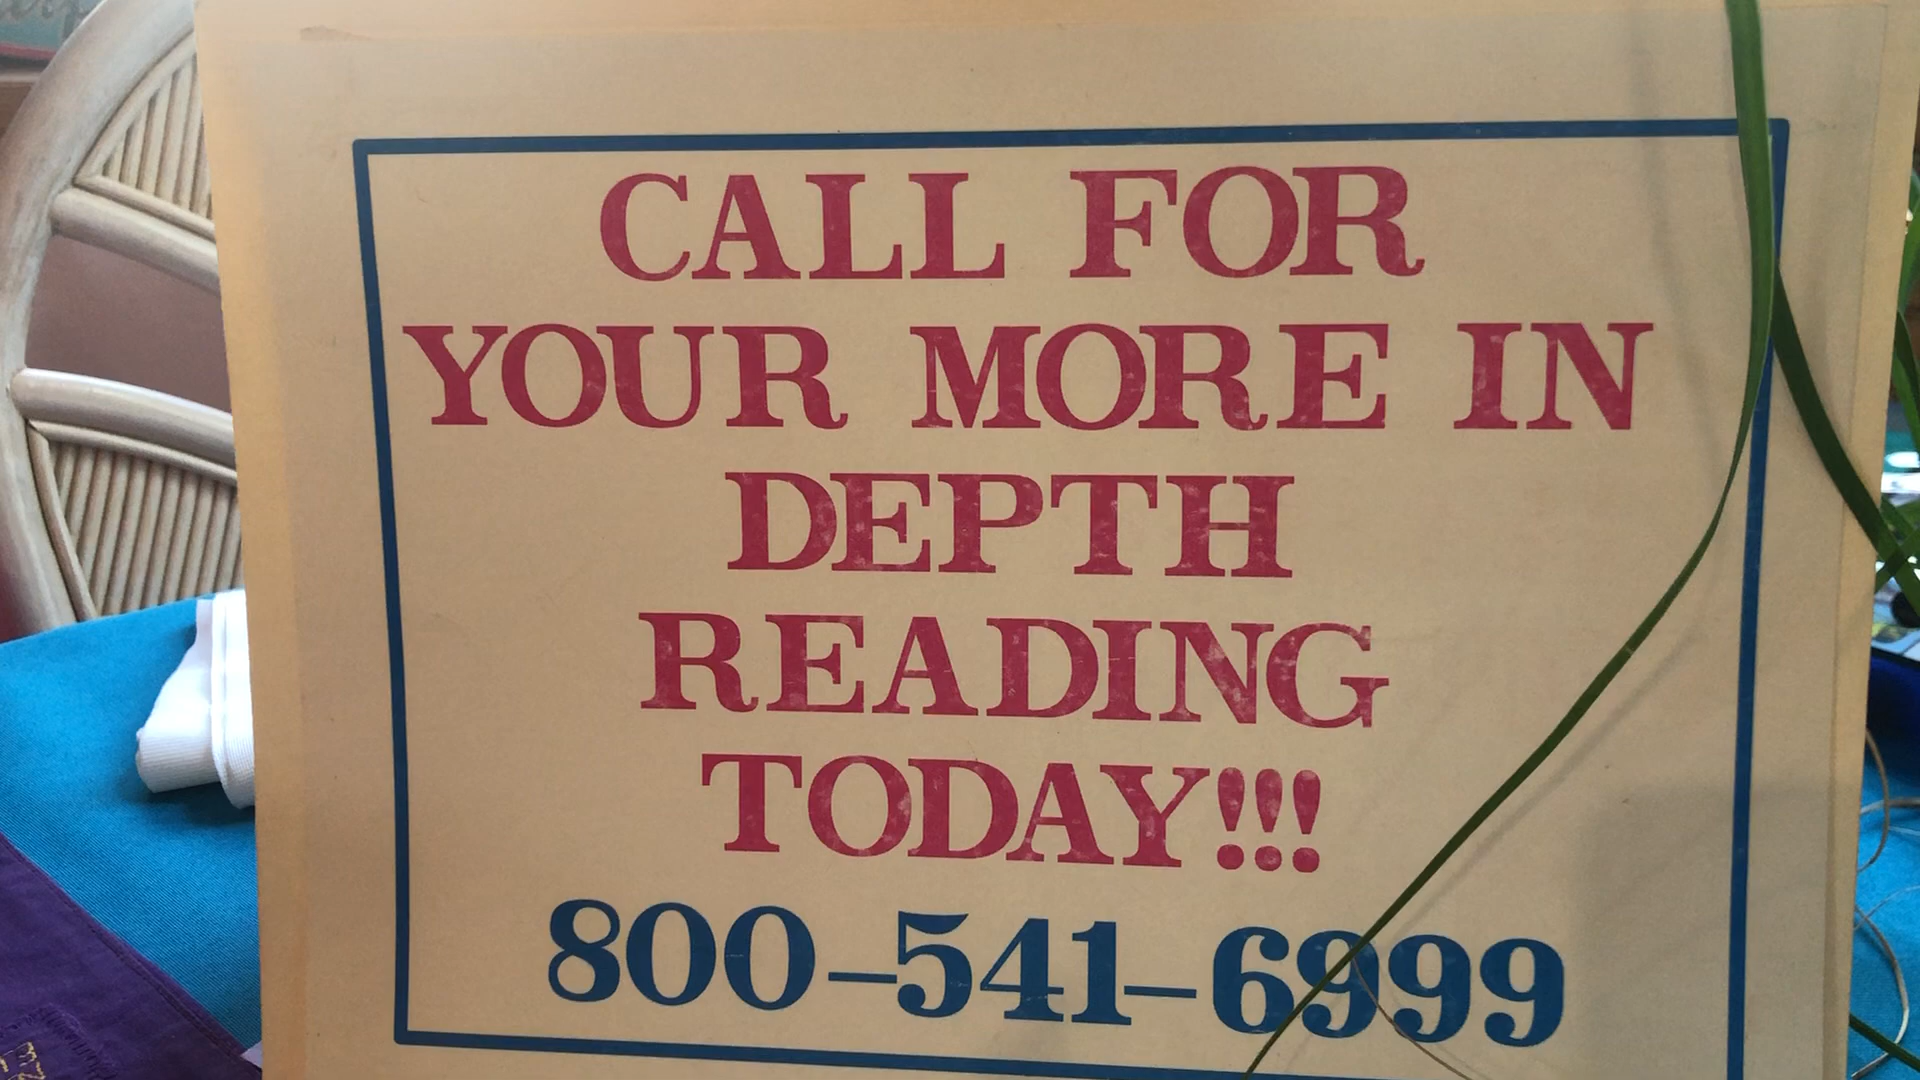 CALL FOR
YOUR MORE IN
DEPTH
READING
TODAY!!!
800-541-6999